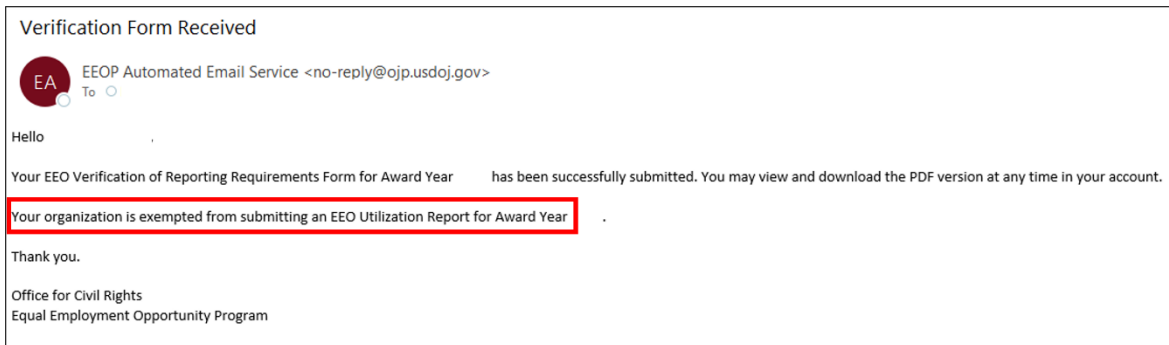 Verification Form Received
EA
EEOP Automated Email Service <no-reply@ojp.usdoj.gov>
To
Hello ,
Your EEO Verification of Reporting Requirements Form for Award Year has been successfully submitted. You may view and download the PDF version at any time in your account.
Your organization is exempted from submitting an EEO Utilization Report for Award Year .
Thank you.
Office for Civil Rights
Equal Employment Opportunity Program